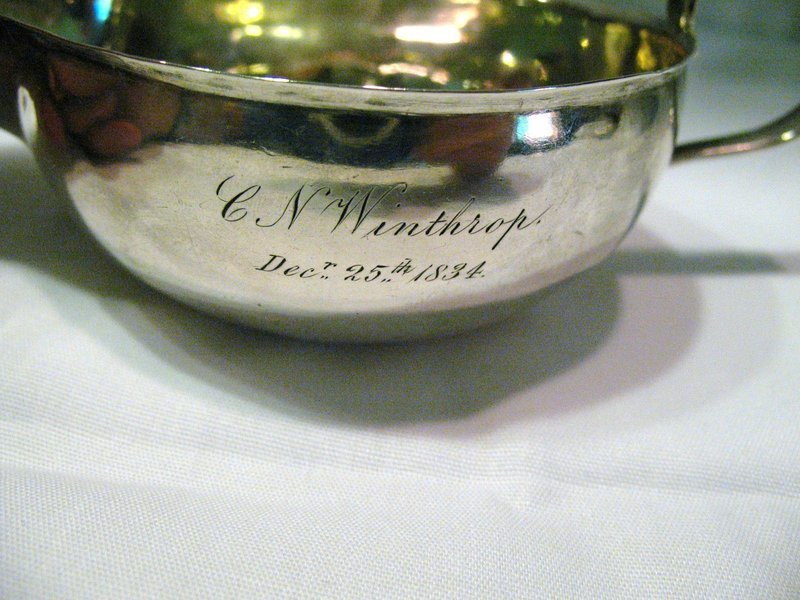 C N Winthrop.
Decr. 25th 1834.